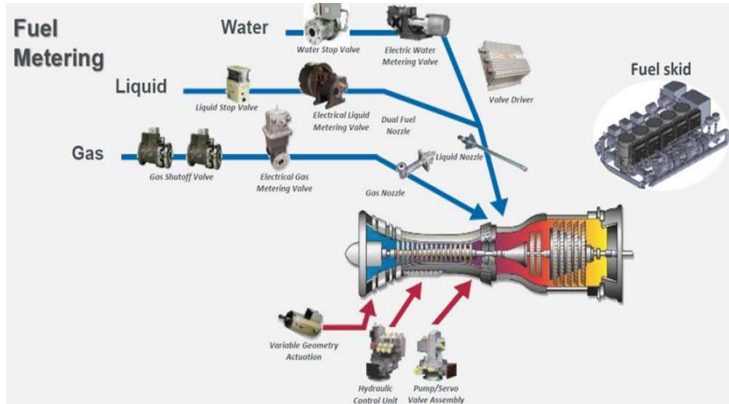 Fuel
Metering
Water
Water Stop Valve
Electric Water
Metering Valve
Valve Driver
Fuel skid
Liquid
Liquid Stop Valve
Electrical Liquid
Metering Valve
Dual Fuel
Nozzle
Liquid Nozzle
Gas
Gas Shutoff Valve
Electrical Gas
Metering Valve
Gas Nozzle
Variable Geometry
Actuation
Hydraulic
Control Unit
Pump/Servo
Valve Assembly